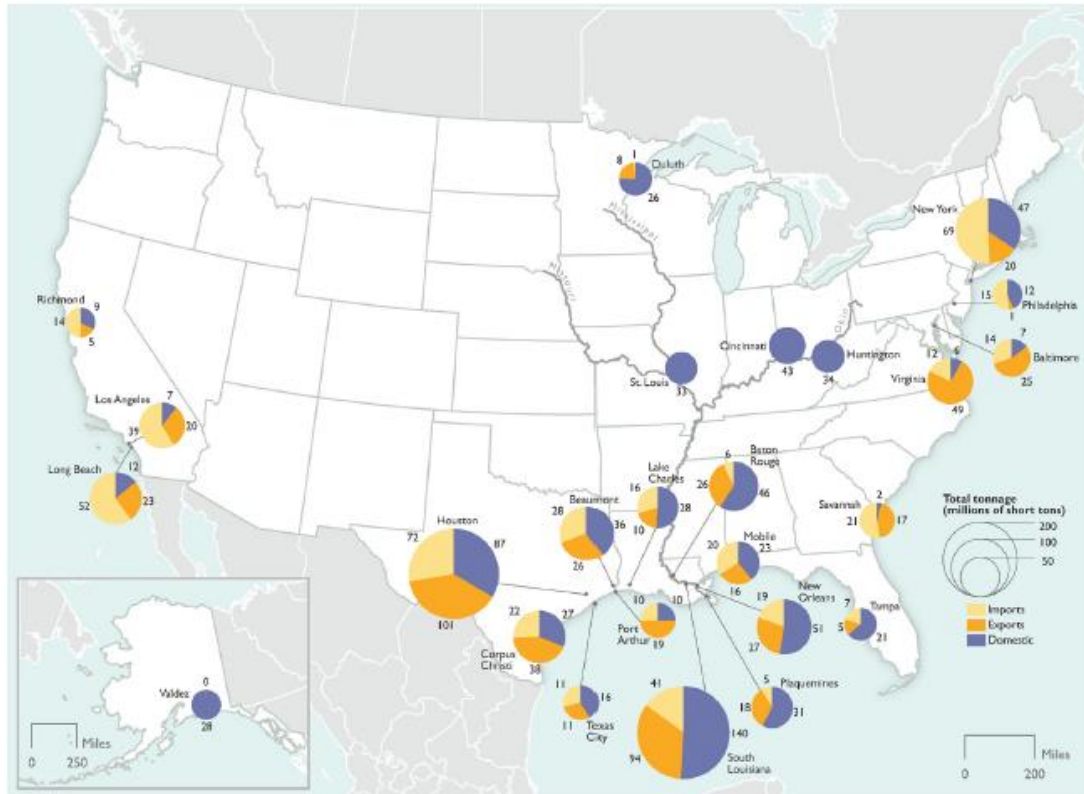 8
1
Duluth
26
Mississippi
Missouri
Ohio
New York
47
69
20
15
12
Philadelphia
1
14
7
Baltimore
25
12
6
Virginia
49
Richmond
9
14
5
Cincinnati
43
Huntington
34
St. Louis
33
Los Angeles
7
39
20
Long Beach
12
52
23
Lake
Charles
16
28
10
6
Baton
Rouge
26
46
Beaumont
28
36
26
Savannah
2
21
17
Houston
72
87
101
Mobile
20
23
16
New
Orleans
19
51
27
7
Tampa
5
21
22
27
Corpus
Christi
38
10
10
Port
Arthur
19
11
16
11
Texas
City
41
140
94
South
Louisiana
5
Plaquemines
18
31
Total tonnage
(millions of short tons)
200
100
50
Imports
Exports
Domestic
0
Valdez
28
Miles
0
250
Miles
0
200